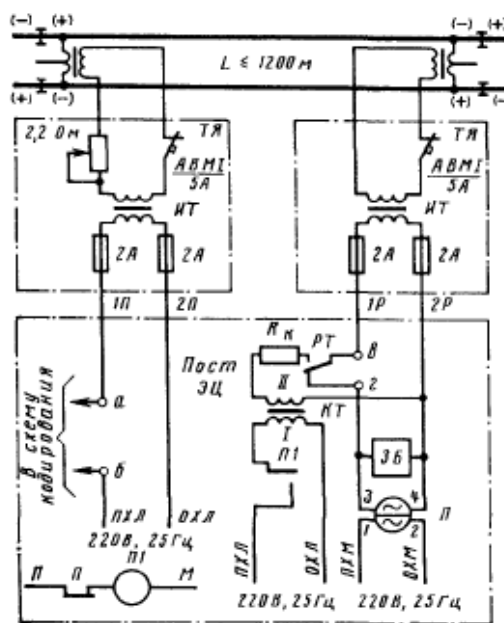 (-) (+) (-) (+)
L ≤ 1200 м
(+) (-) (+) (-)
2,2 Ом ТЯ ТЯ
АВМ1 АВМ1
5А 5А
ИТ ИТ
2А 2А 2А 2А
1П 2П 1Р 2Р
Rк РТ В
Пост
ЭЦ
II г
КТ
В схему
кодирования
а
I
П1
ЗБ
б
3 4
П
1 2
ПХЛ ОХЛ ПХЛ ОХЛ ПХМ ОХМ
220В, 25Гц
П П П1 М
220В, 25Гц 220В, 25Гц